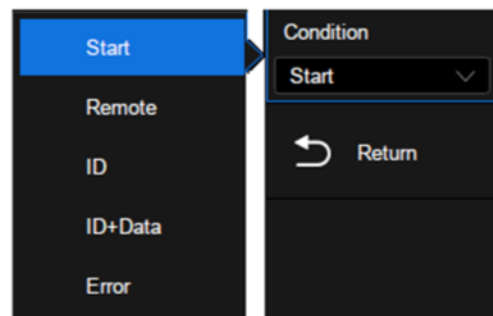 Start
Remote
ID
ID+Data
Error
Condition
Start
Return